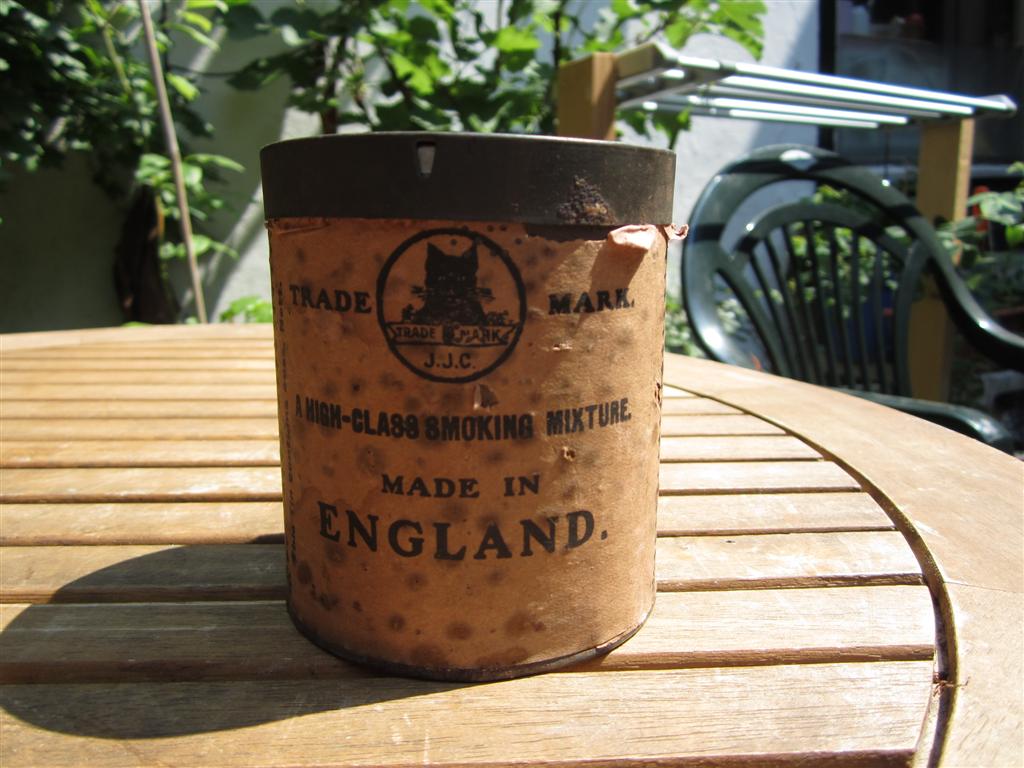 TRADE MARK.
TRADE MARK
J.J.C.
A HIGH-CLASS SMOKING MIXTURE.
MADE IN
ENGLAND.